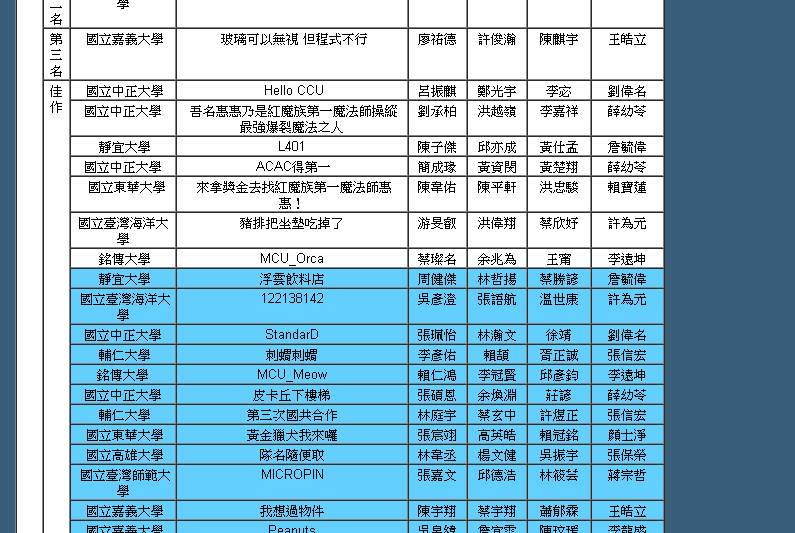 二名 學
第三名 國立嘉義大學 玻璃可以無視 但程式不行 廖祐德 許俊瀚 陳麒宇 王皓立
佳作 國立中正大學 Hello CCU 呂振麒 鄭光宇 李宓 劉偉名
國立中正大學 吾名惠惠乃是紅魔族第一魔法師操縱 劉承柏 洪越嶺 李嘉祥 薛幼苓
最強爆裂魔法之人
靜宜大學 L401 陳子傑 邱亦成 黃仕孟 詹毓偉
國立中正大學 ACAC得第一 簡成瑑 黃資閔 黃楚翔 薛幼苓
國立東華大學 來拿獎金去找紅魔族第一魔法師惠 陳韋佑 陳平軒 洪忠駿 賴寶蓮
惠！
國立臺灣海洋大 豬排把坐墊吃掉了 游旻叡 洪偉翔 蔡欣妤 許為元
學
銘傳大學 MCU_Orca 蔡璨名 余兆為 王甯 李遠坤
靜宜大學 浮雲飲料店 周健傑 林哲揚 蔡勝諺 詹毓偉
國立臺灣海洋大 122138142 吳彥澄 張語航 溫世康 許為元
學
國立中正大學 StandarD 張珮怡 林瀚文 徐靖 劉偉名
輔仁大學 刺蝟刺蝟 李彥佑 賴頡 胥正誠 張信宏
銘傳大學 MCU_Meow 賴仁鴻 李冠賢 邱彥鈞 李遠坤
國立中正大學 皮卡丘下樓梯 張碩恩 余煥淵 莊諺 薛幼苓
輔仁大學 第三次國共合作 林庭宇 蔡玄中 許煜正 張信宏
國立東華大學 黃金獵犬我來囉 張宸翊 高英皓 賴冠銘 顏士淨
國立高雄大學 隊名隨便取 林韋丞 楊文健 吳振宇 張保榮
國立臺灣師範大 MICROPIN 張嘉文 邱德浩 林筱芸 蔣宗哲
學
國立嘉義大學 我想過物件 陳宇翔 蔡宇翔 蕭郁霖 王皓立
國立嘉義大學 Peanuts